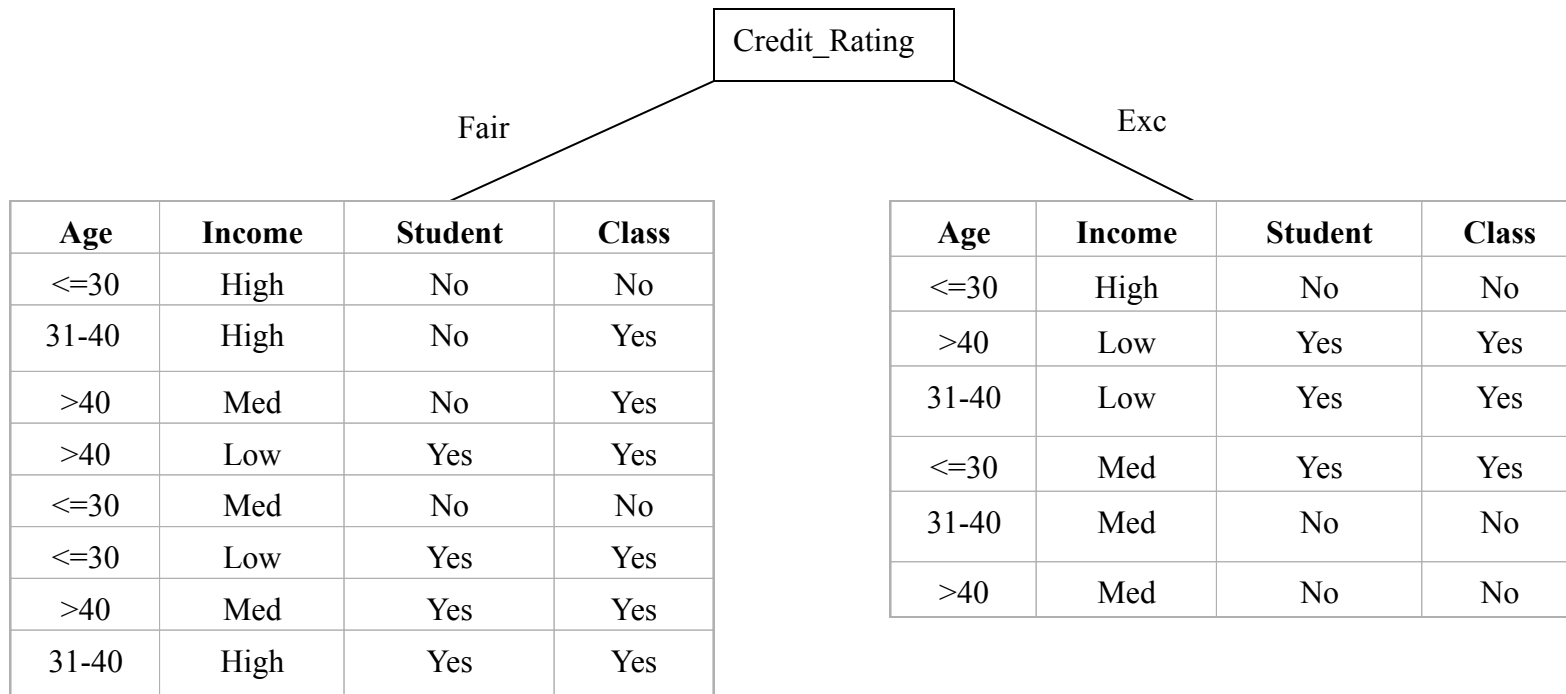 Credit_Rating
Fair
Exc
Age Income Student Class
<=30 High No No
31-40 High No Yes
>40 Med No Yes
>40 Low Yes Yes
<=30 Med No No
<=30 Low Yes Yes
>40 Med Yes Yes
31-40 High Yes Yes
Age Income Student Class
<=30 High No No
>40 Low Yes Yes
31-40 Low Yes Yes
<=30 Med Yes Yes
31-40 Med No No
>40 Med No No